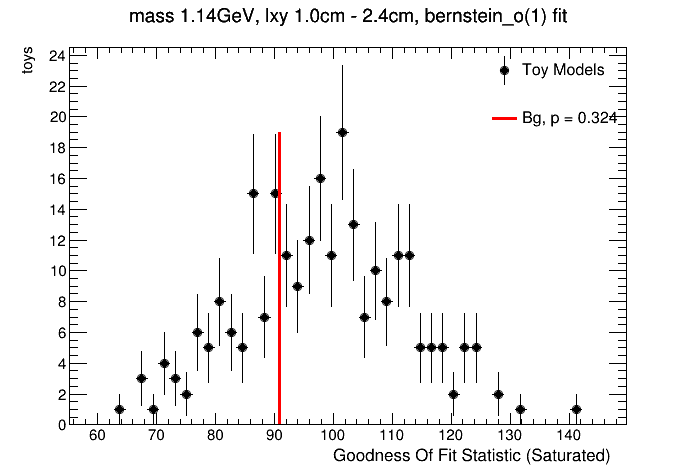 mass 1.14GeV, lxy 1.0cm - 2.4cm, bernstein_o(1) fit
toys
24
22
20
18
16
14
12
10
8
6
4
2
0
Toy Models
Bg, p = 0.324
60 70 80 90 100 110 120 130 140
Goodness Of Fit Statistic (Saturated)